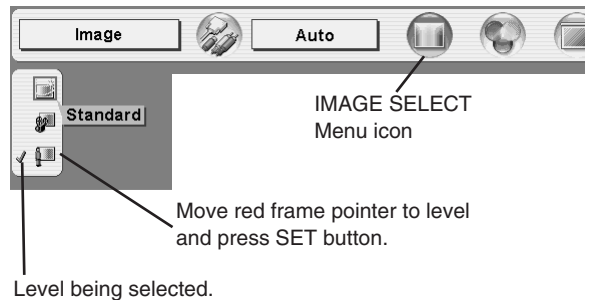 Image
Auto
IMAGE SELECT
Menu icon
Standard
Move red frame pointer to level
and press SET button.
Level being selected.